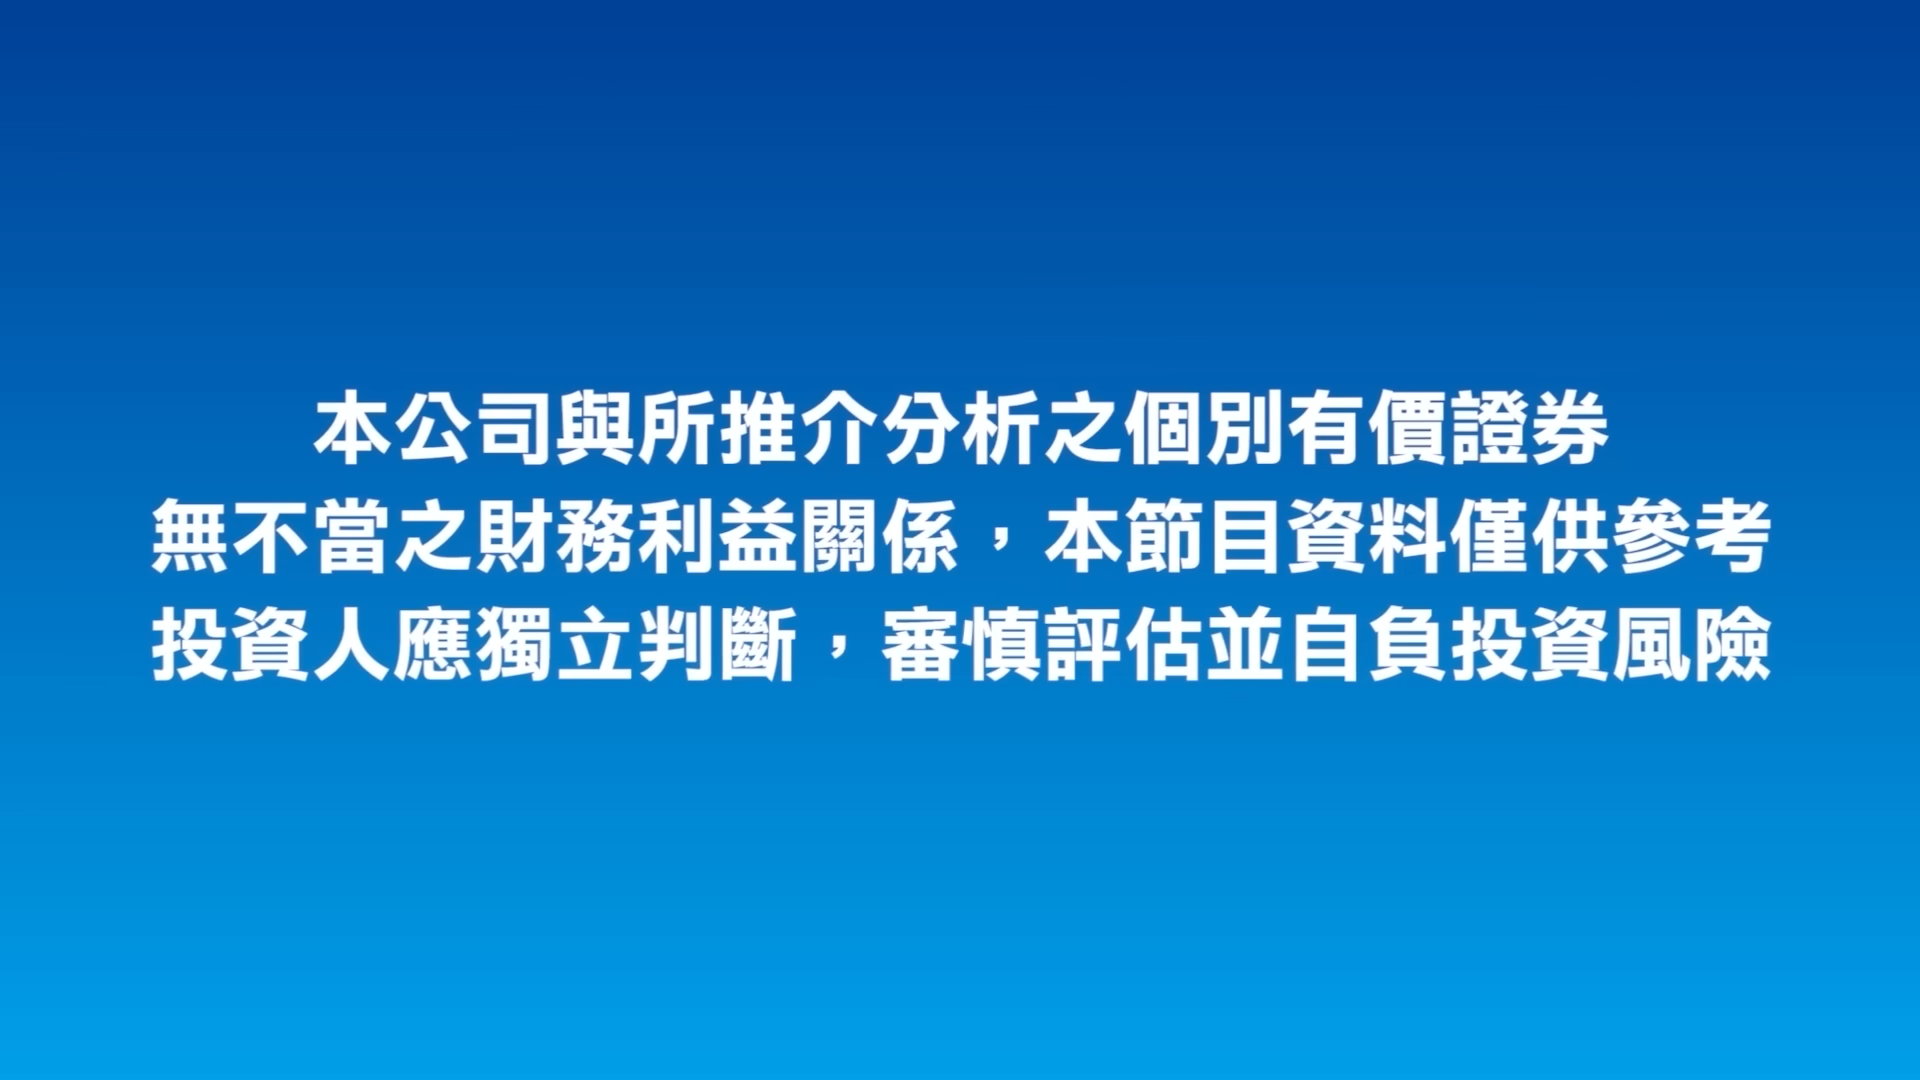 本公司與所推介分析之個別有價證券
無不當之財務利益關係，本節目資料僅供參考
投資人應獨立判斷，審慎評估並自負投資風險